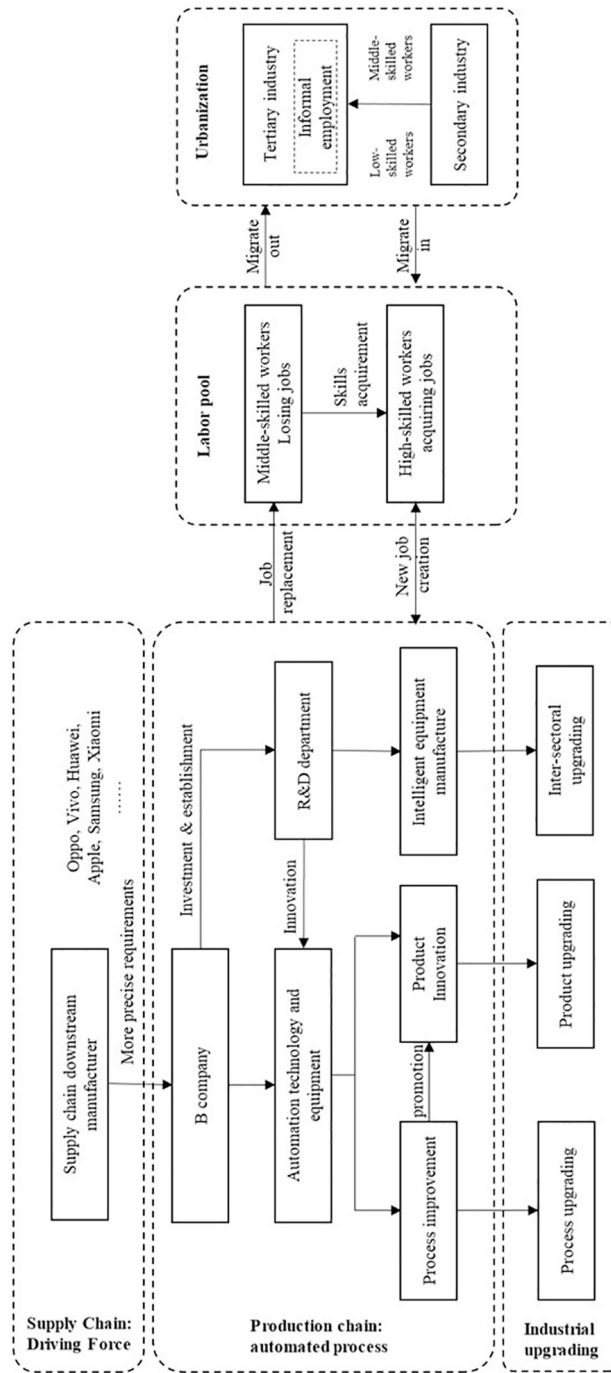 Supply Chain:
Driving Force
Supply chain downstream
manufacturer
Oppo, Vivo, Huawei,
Apple, Samsung, Xiaomi
......
More precise requirements
Production chain:
automated process
B company
Investment & establishment
Automation technology and
equipment
Innovation
R&D department
Process improvement
promotion
Product
Innovation
Intelligent equipment
manufacture
Industrial
upgrading
Process upgrading
Product upgrading
Inter-sectoral
upgrading
Job
replacement
New job
creation
Labor pool
Middle-skilled workers
Losing jobs
Skills
acquirement
High-skilled workers
acquiring jobs
Migrate
out
Migrate
in
Urbanization
Tertiary industry
Informal
employment
Low-
skilled
workers
Middle-
skilled
workers
Secondary industry